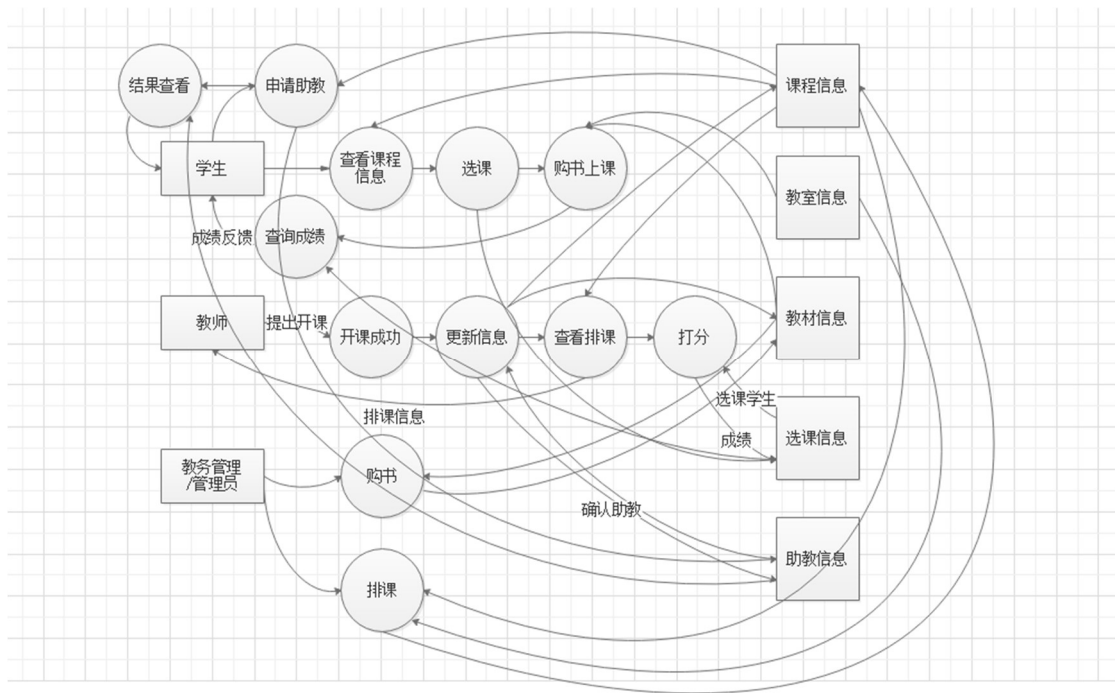 结果查看
申请助教
课程信息
学生
查看课程
信息
选课
购书上课
教室信息
成绩反馈
查询成绩
教师
提出开课
开课成功
更新信息
查看排课
打分
教材信息
选课学生
排课信息
成绩
选课信息
教务管理
/管理员
购书
确认助教
助教信息
排课